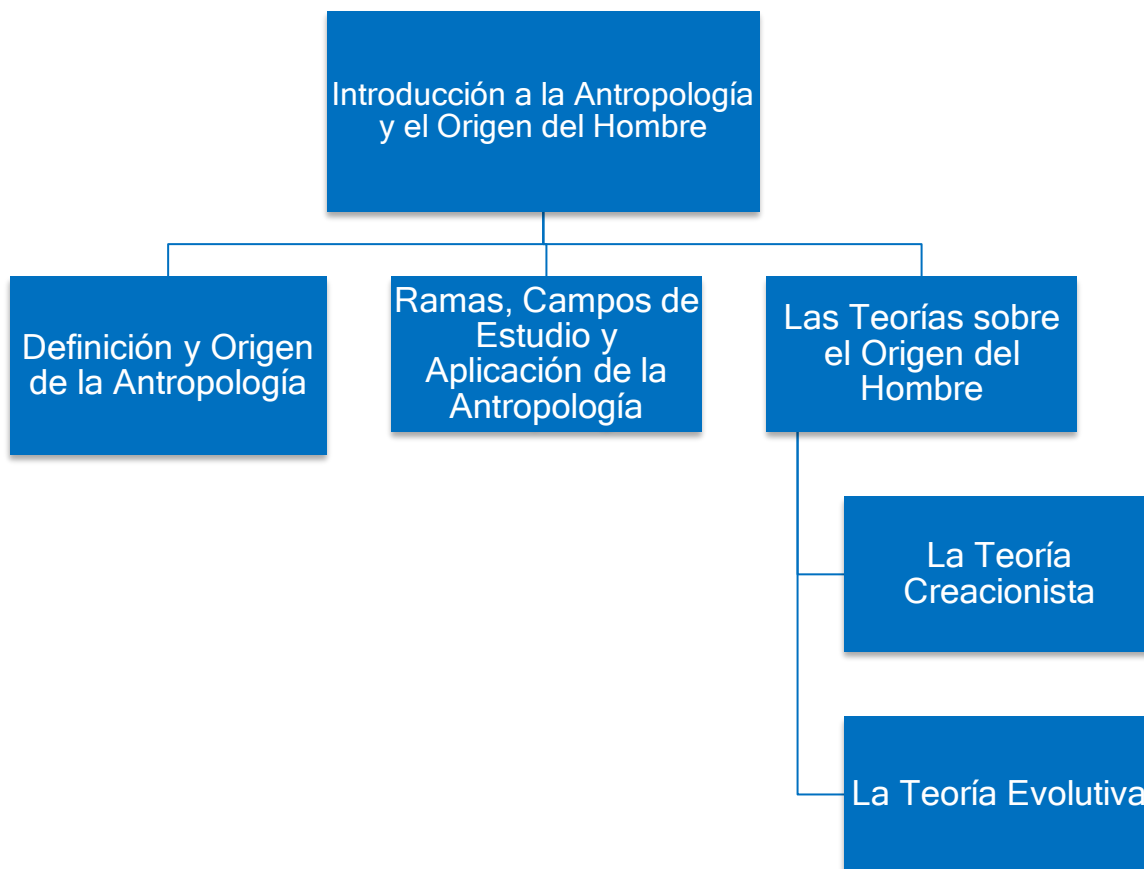 Introducción a la Antropología
y el Origen del Hombre
Definición y Origen
de la Antropología
Ramas, Campos de
Estudio y
Aplicación de la
Antropología
Las Teorías sobre
el Origen del
Hombre
La Teoría
Creacionista
La Teoría Evolutiva